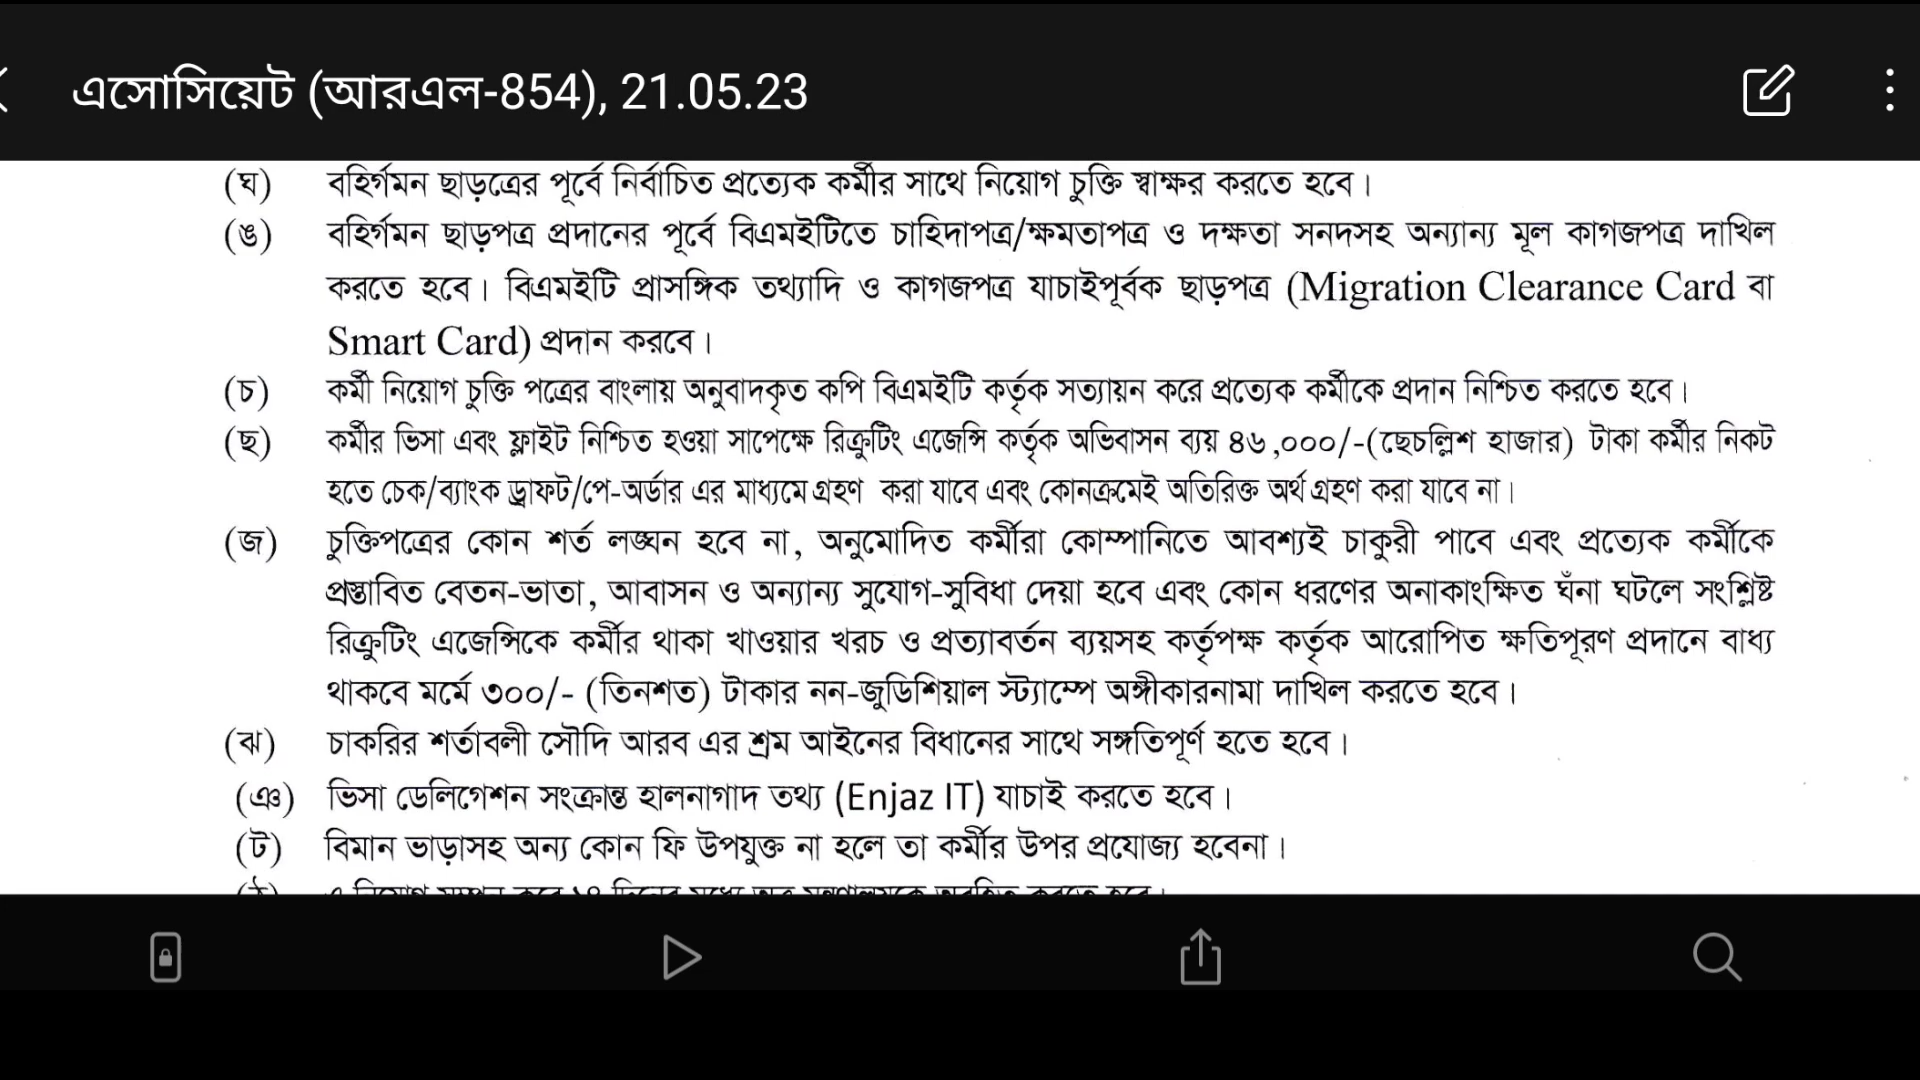 এসোসিয়েট (আরএল-854), 21.05.23
(ঘ) বহির্গমন ছাড়ত্রের পূর্বে নির্বাচিত প্রত্যেক কর্মীর সাথে নিয়োগ চুক্তি স্বাক্ষর করতে হবে।
(ঙ) বহির্গমন ছাড়পত্র প্রদানের পূর্বে বিএমইটিতে চাহিদাপত্র/ক্ষমতাপত্র ও দক্ষতা সনদসহ অন্যান্য মূল কাগজপত্র দাখিল
করতে হবে। বিএমইটি প্রাসঙ্গিক তথ্যাদি ও কাগজপত্র যাচাইপূর্বক ছাড়পত্র (Migration Clearance Card বা
Smart Card) প্রদান করবে।
(চ) কর্মী নিয়োগ চুক্তি পত্রের বাংলায় অনুবাদকৃত কপি বিএমইটি কর্তৃক সত্যায়ন করে প্রত্যেক কর্মীকে প্রদান নিশ্চিত করতে হবে।
(ছ) কর্মীর ভিসা এবং ফ্লাইট নিশ্চিত হওয়া সাপেক্ষে রিক্রুটিং এজেন্সি কর্তৃক অভিবাসন ব্যয় ৪৬,০০০/-(ছেচল্লিশ হাজার) টাকা কর্মীর নিকট
হতে চেক/ব্যাংক ড্রাফট/পে-অর্ডার এর মাধ্যমে গ্রহণ করা যাবে এবং কোনক্রমেই অতিরিক্ত অর্থ গ্রহণ করা যাবে না।
(জ) চুক্তিপত্রের কোন শর্ত লঙ্ঘন হবে না, অনুমোদিত কর্মীরা কোম্পানিতে আবশ্যই চাকুরী পাবে এবং প্রত্যেক কর্মীকে
প্রস্তাবিত বেতন-ভাতা, আবাসন ও অন্যান্য সুযোগ-সুবিধা দেয়া হবে এবং কোন ধরণের অনাকাংক্ষিত ঘঁনা ঘটলে সংশ্লিষ্ট
রিক্রুটিং এজেন্সিকে কর্মীর থাকা খাওয়ার খরচ ও প্রত্যাবর্তন ব্যয়সহ কর্তৃপক্ষ কর্তৃক আরোপিত ক্ষতিপূরণ প্রদানে বাধ্য
থাকবে মর্মে ৩০০/- (তিনশত) টাকার নন-জুডিশিয়াল স্ট্যাম্পে অঙ্গীকারনামা দাখিল করতে হবে।
(ঝ) চাকরির শর্তাবলী সৌদি আরব এর শ্রম আইনের বিধানের সাথে সঙ্গতিপূর্ণ হতে হবে।
(ঞ) ভিসা ডেলিগেশন সংক্রান্ত হালনাগাদ তথ্য (Enjaz IT) যাচাই করতে হবে।
(ট) বিমান ভাড়াসহ অন্য কোন ফি উপযুক্ত না হলে তা কর্মীর উপর প্রযোজ্য হবেনা।